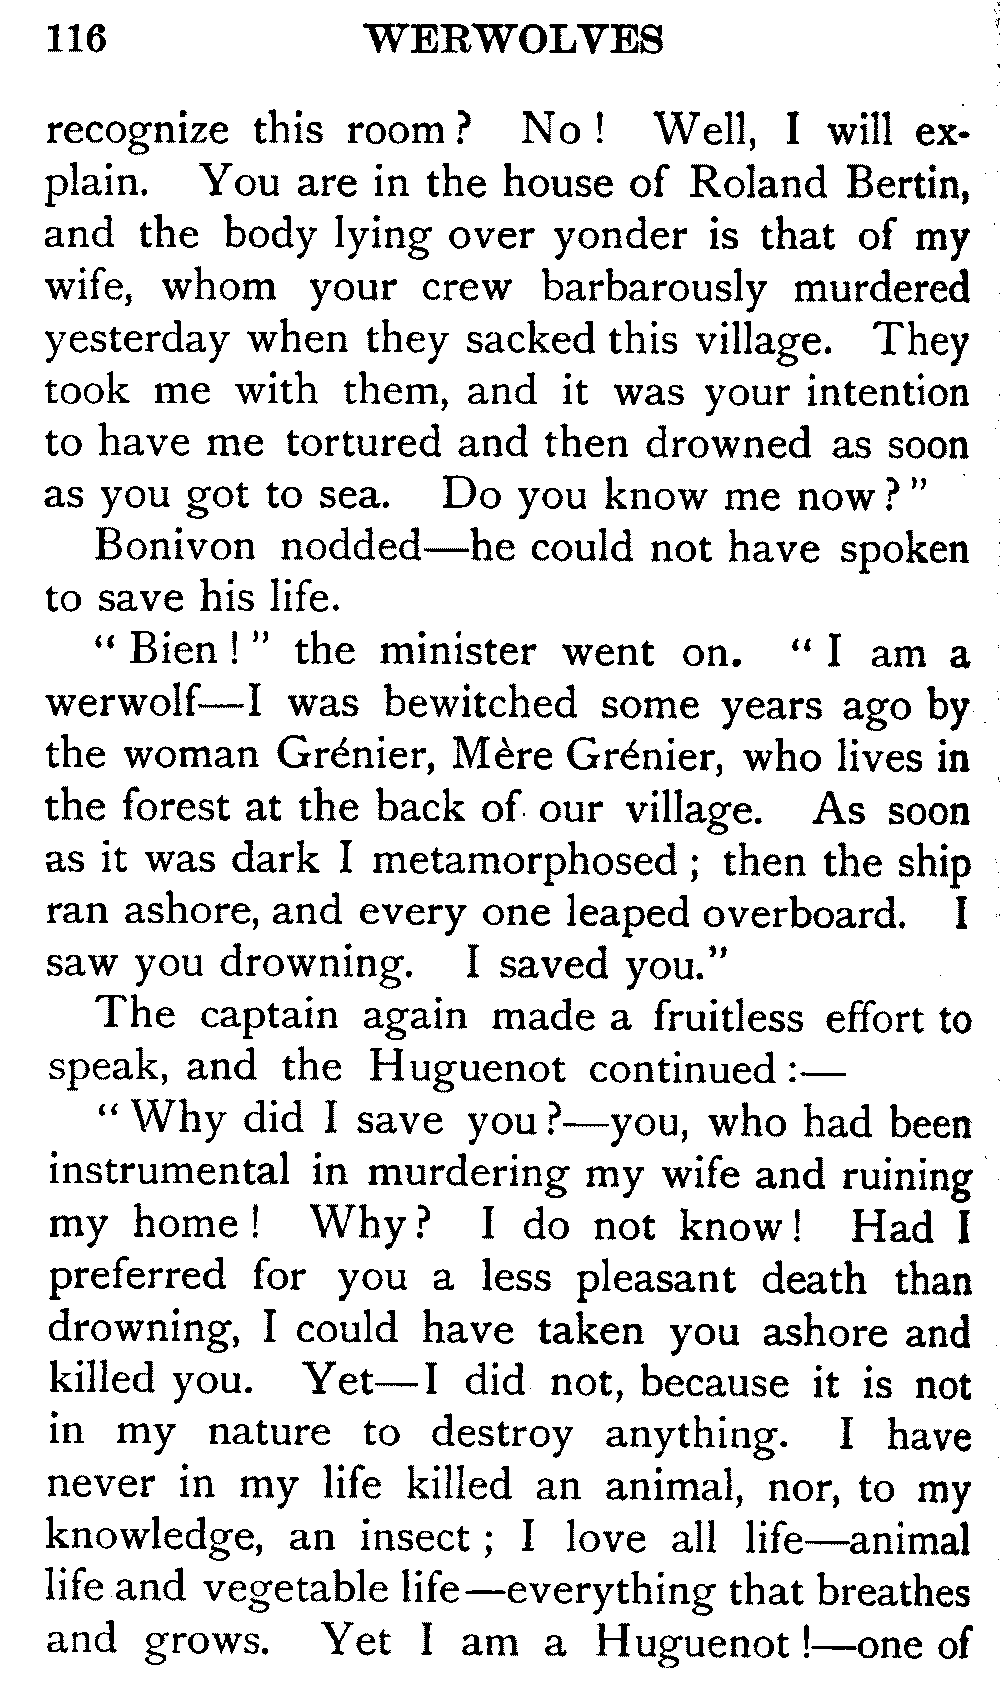 116 WERWOLVES
recognize this room? No! Well, I will ex-
plain. You are in the house of Roland Bertin,
and the body lying over yonder is that of my
wife, whom your crew barbarously murdered
yesterday when they sacked this village. They
took me with them, and it was your intention
to have me tortured and then drowned as soon
as you got to sea. Do you know me now?"
Bonivon nodded—he could not have spoken
to save his life.
"Bien!" the minister went on. "I am a
werwolf—I was bewitched some years ago by
the woman Grénier, Mère Grénier, who lives in
the forest at the back of our village. As soon
as it was dark I metamorphosed; then the ship
ran ashore, and every one leaped overboard. I
saw you drowning. I saved you."
The captain again made a fruitless effort to
speak, and the Huguenot continued:—
"Why did I save you?—you, who had been
instrumental in murdering my wife and ruining
my home! Why? I do not know! Had I
preferred for you a less pleasant death than
drowning, I could have taken you ashore and
killed you. Yet—I did not, because it is not
in my nature to destroy anything. I have
never in my life killed an animal, nor, to my
knowledge, an insect; I love all life—animal
life and vegetable life—everything that breathes
and grows. Yet I am a Huguenot!—one of